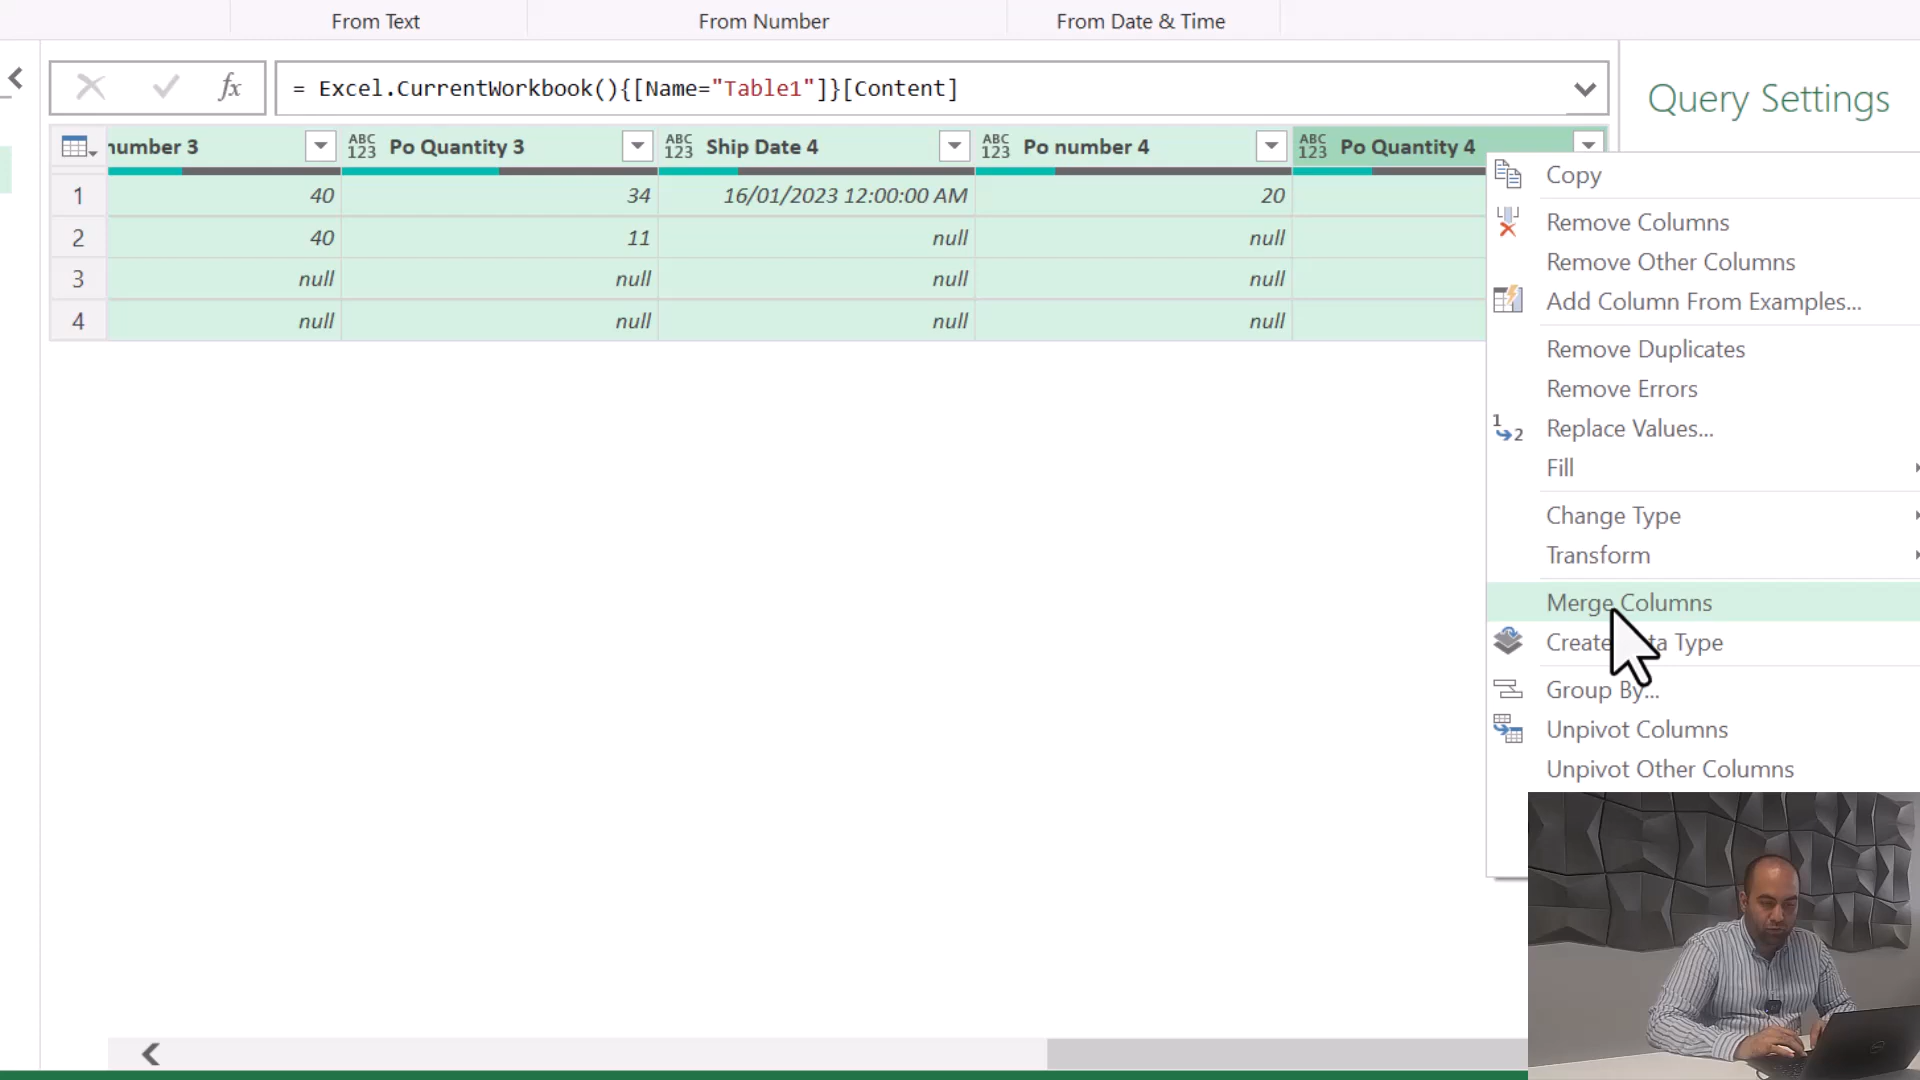 From Text From Number From Date & Time
fx = Excel.CurrentWorkbook(){[Name="Table1"]}[Content]
Query Settings
number 3 ABC 123 Po Quantity 3 ABC 123 Ship Date 4 ABC 123 Po number 4 ABC 123 Po Quantity 4
1 40 34 16/01/2023 12:00:00 AM 20
2 40 11 null null
3 null null null null
4 null null null null
Copy
Remove Columns
Remove Other Columns
Add Column From Examples...
Remove Duplicates
Remove Errors
1 2 Replace Values...
Fill
Change Type
Transform
Merge Columns
Create Type
Group By...
Unpivot Columns
Unpivot Other Columns